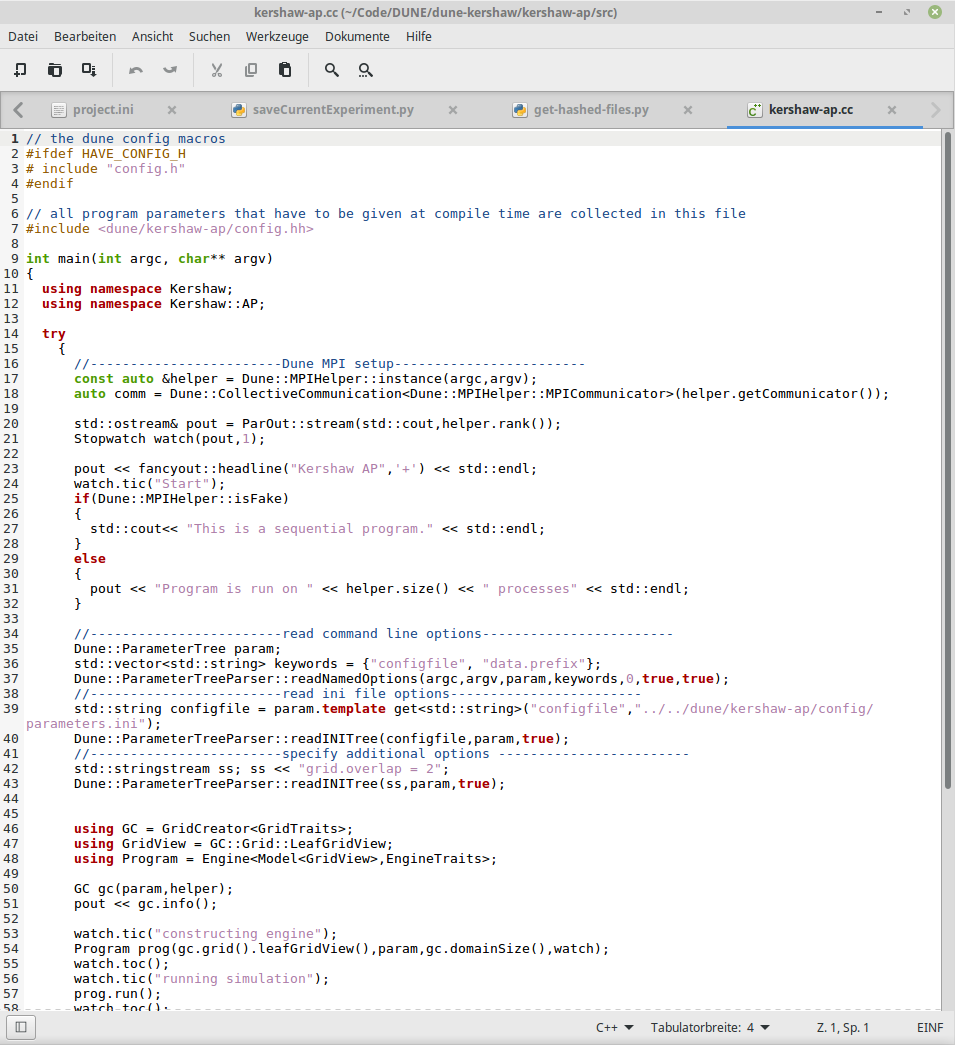 kershaw-ap.cc (~/Code/DUNE/dune-kershaw/kershaw-ap/src)
Datei Bearbeiten Ansicht Suchen Werkzeuge Dokumente Hilfe
project.ini saveCurrentExperiment.py get-hashed-files.py kershaw-ap.cc
1 // the dune config macros
2 #ifdef HAVE_CONFIG_H
3 # include "config.h"
4 #endif
5
6 // all program parameters that have to be given at compile time are collected in this file
7 #include <dune/kershaw-ap/config.hh>
8
9 int main(int argc, char** argv)
10 {
11   using namespace Kershaw;
12   using namespace Kershaw::AP;
13
14   try
15     {
16       //------------------------Dune MPI setup------------------------
17       const auto &helper = Dune::MPIHelper::instance(argc,argv);
18       auto comm = Dune::CollectiveCommunication<Dune::MPIHelper::MPICommunicator>(helper.getCommunicator());
19
20       std::ostream& pout = ParOut::stream(std::cout,helper.rank());
21       Stopwatch watch(pout,1);
22
23       pout << fancyout::headline("Kershaw AP",'+') << std::endl;
24       watch.tic("Start");
25       if(Dune::MPIHelper::isFake)
26       {
27         std::cout<< "This is a sequential program." << std::endl;
28       }
29       else
30       {
31         pout << "Program is run on " << helper.size() << " processes" << std::endl;
32       }
33
34       //------------------------read command line options------------------------
35       Dune::ParameterTree param;
36       std::vector<std::string> keywords = {"configfile", "data.prefix"};
37       Dune::ParameterTreeParser::readNamedOptions(argc,argv,param,keywords,0,true,true);
38       //------------------------read ini file options------------------------
39       std::string configfile = param.template get<std::string>("configfile","../../dune/kershaw-ap/config/
parameters.ini");
40       Dune::ParameterTreeParser::readINITree(configfile,param,true);
41       //------------------------specify additional options ------------------------
42       std::stringstream ss; ss << "grid.overlap = 2";
43       Dune::ParameterTreeParser::readINITree(ss,param,true);
44
45
46       using GC = GridCreator<GridTraits>;
47       using GridView = GC::Grid::LeafGridView;
48       using Program = Engine<Model<GridView>,EngineTraits>;
49
50       GC gc(param,helper);
51       pout << gc.info();
52
53       watch.tic("constructing engine");
54       Program prog(gc.grid().leafGridView(),param,gc.domainSize(),watch);
55       watch.toc();
56       watch.tic("running simulation");
57       prog.run();
58       watch.toc();
C++ Tabulatorbreite: 4 Z. 1, Sp. 1 EINF